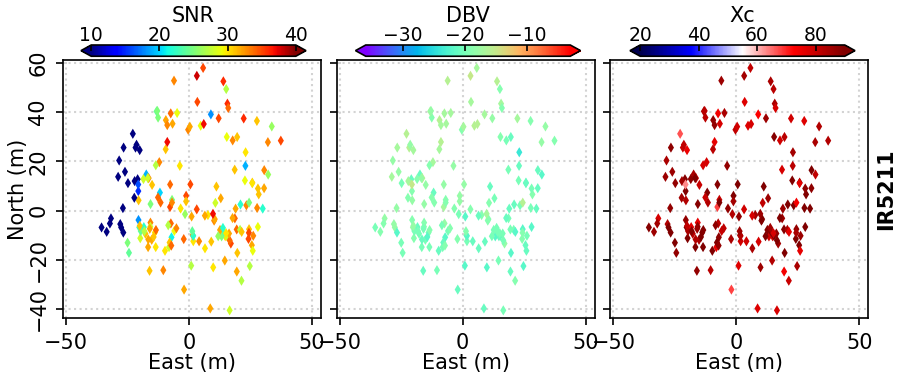 SNR DBV Xc
10 20 30 40 −30 −20 −10 20 40 60 80
60
40
20
0
−20
−40
North (m)
IR5211
−50 0 50 −50 0 50 −50 0 50
East (m) East (m) East (m)